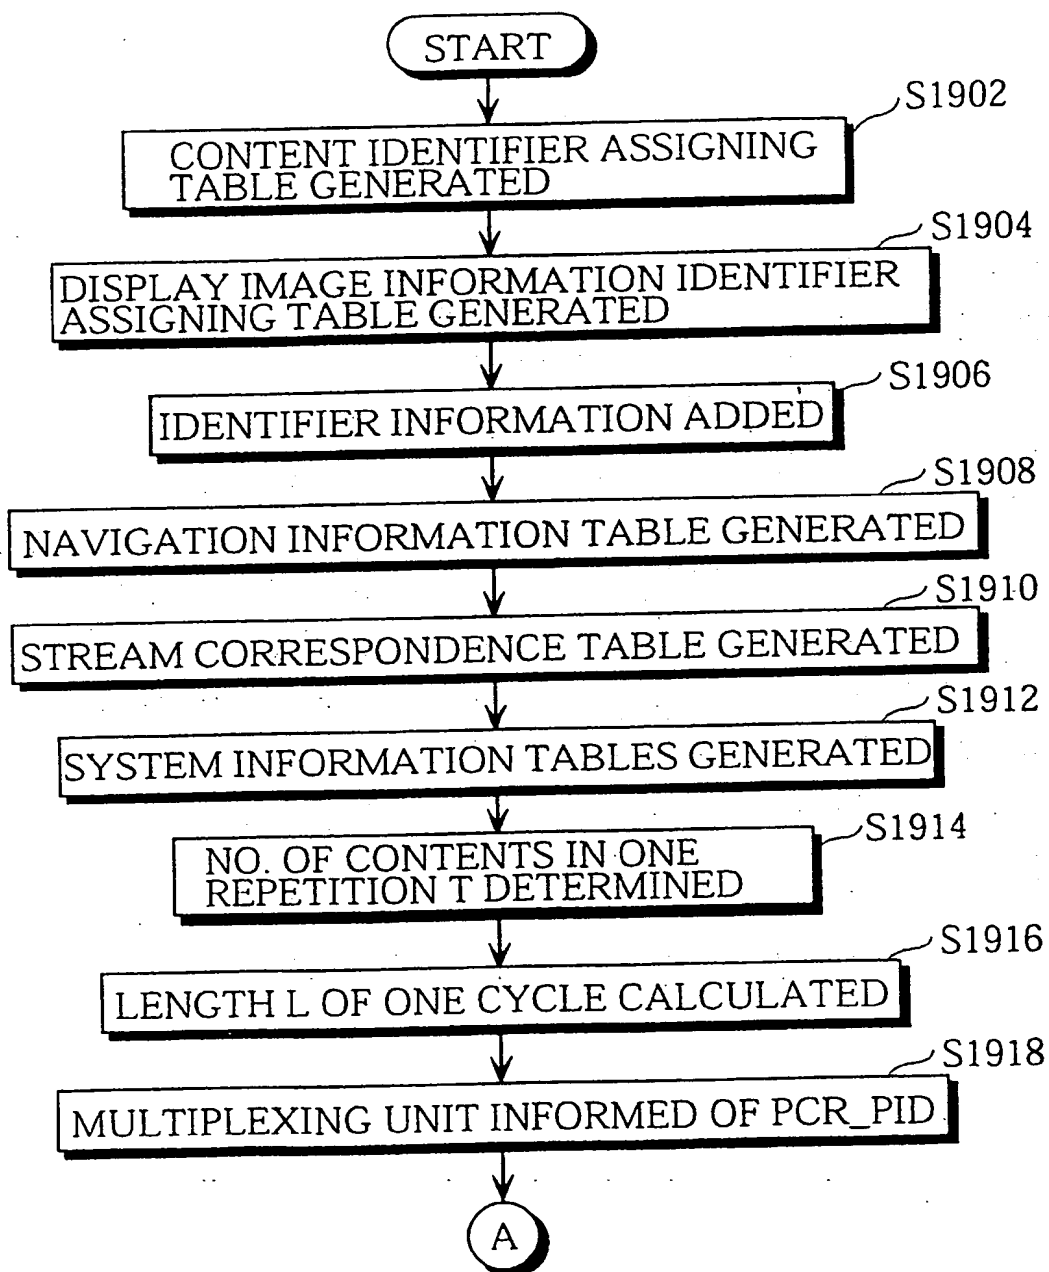 START
S1902
CONTENT IDENTIFIER ASSIGNING
TABLE GENERATED
S1904
DISPLAY IMAGE INFORMATION IDENTIFIER
ASSIGNING TABLE GENERATED
S1906
IDENTIFIER INFORMATION ADDED
S1908
NAVIGATION INFORMATION TABLE GENERATED
S1910
STREAM CORRESPONDENCE TABLE GENERATED
S1912
SYSTEM INFORMATION TABLES GENERATED
S1914
NO. OF CONTENTS IN ONE
REPETITION T DETERMINED
S1916
LENGTH L OF ONE CYCLE CALCULATED
S1918
MULTIPLEXING UNIT INFORMED OF PCR_PID
A